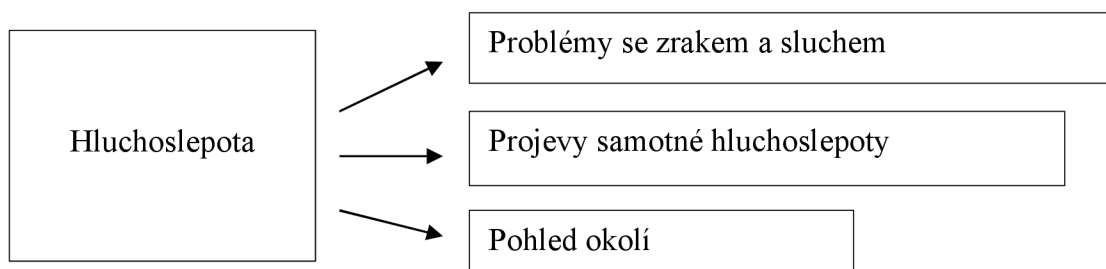 Problémy se zrakem a sluchem
Hluchoslepota
Projevy samotné hluchoslepoty
Pohled okolí